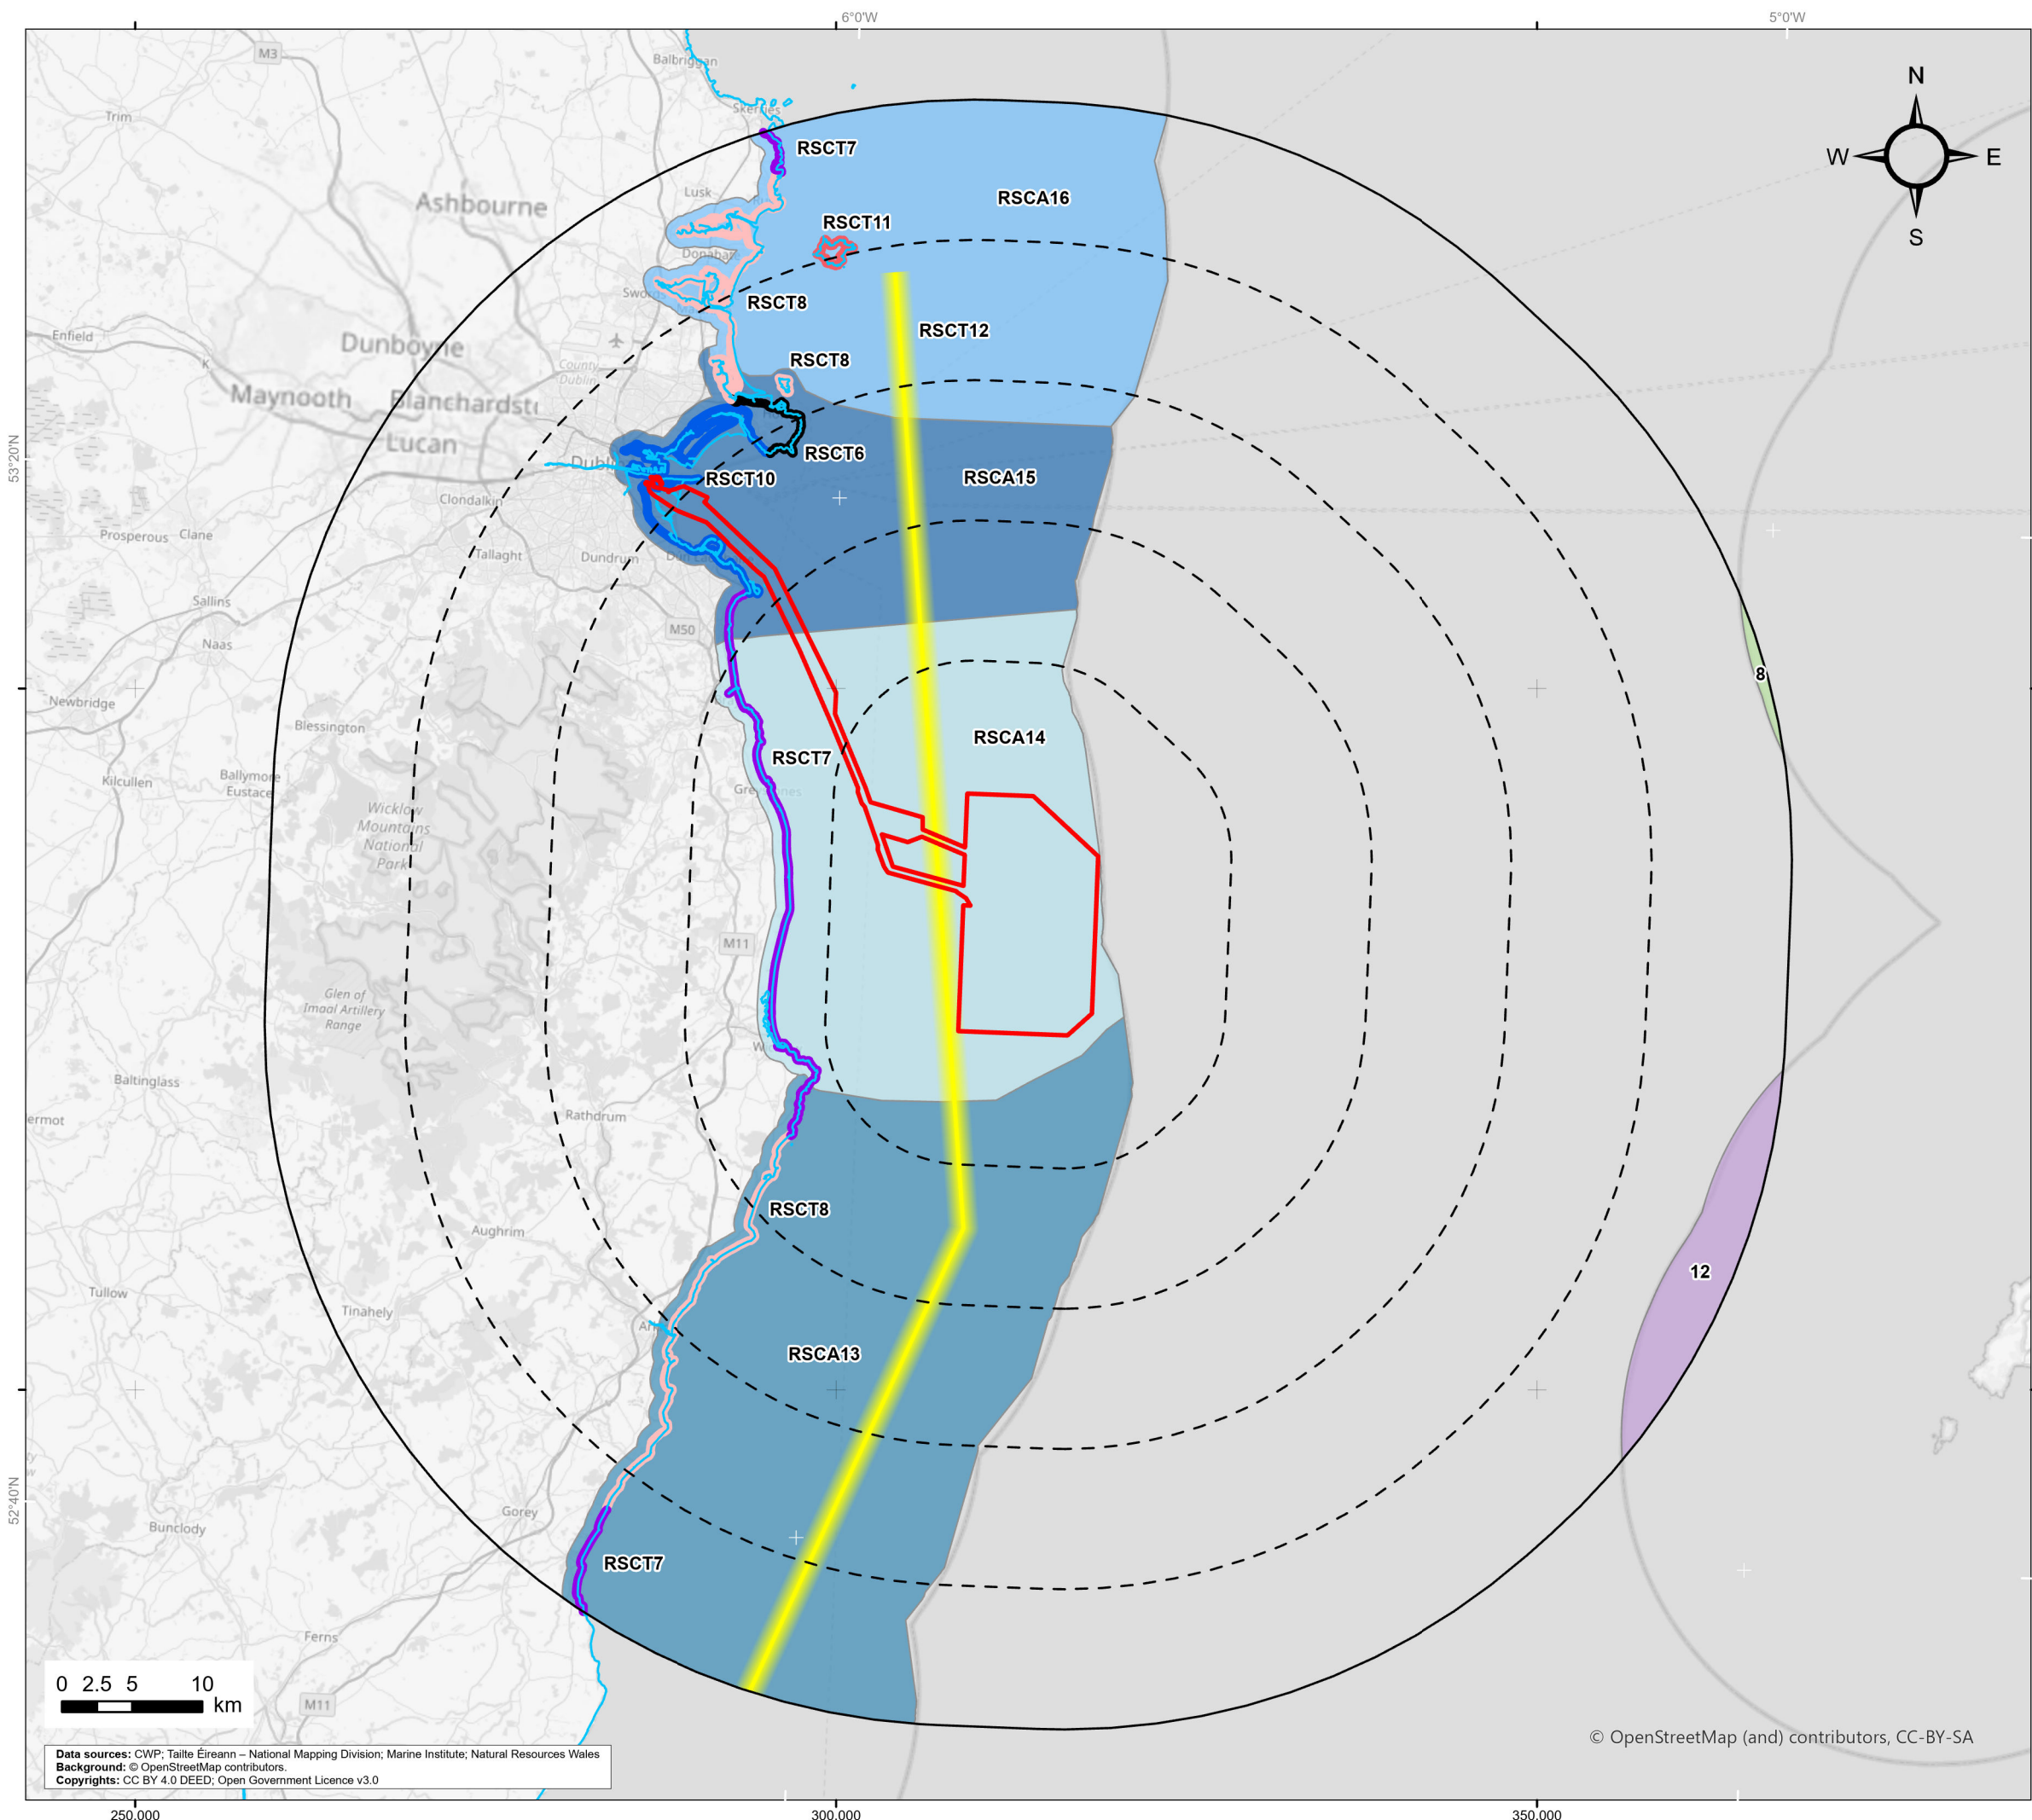 6°0'W
5°0'W
M3
Balbriggan
N
Skerries
Trim
RSCT7
W
E
Lusk
RSCA16
Ashbourne
RSCT11
S
Donabate
Swords
RSCT8
RSCT12
Enfield
Dunboyne
RSCT8
County
Dublin
Maynooth
Blanchardst
Lucan
53°20'N
RSCT6
RSCT10
RSCA15
Clondalkin
Prosperous
Clane
Tallaght
Dundrum
Sallins
M50
Naas
8
Newbridge
Blessington
RSCA14
RSCT7
Kilcullen
Ballymore
Eustace
Greystones
Wicklow
Mountains
National
Park
M11
Glen of
Imaal Artillery
Range
Baltinglass
Rathdrum
ermot
RSCT8
Aughrim
12
Tullow
Tinahely
RSCA13
52°40'N
Gorey
Bunclody
RSCT7
Ferns
0 2.5 5 10
km
M11
© OpenStreetMap (and) contributors, CC-BY-SA
Data sources: CWP; Tailte Éireann – National Mapping Division; Marine Institute; Natural Resources Wales
Background: © OpenStreetMap contributors.
Copyrights: CC BY 4.0 DEED; Open Government Licence v3.0
250,000
300,000
350,000